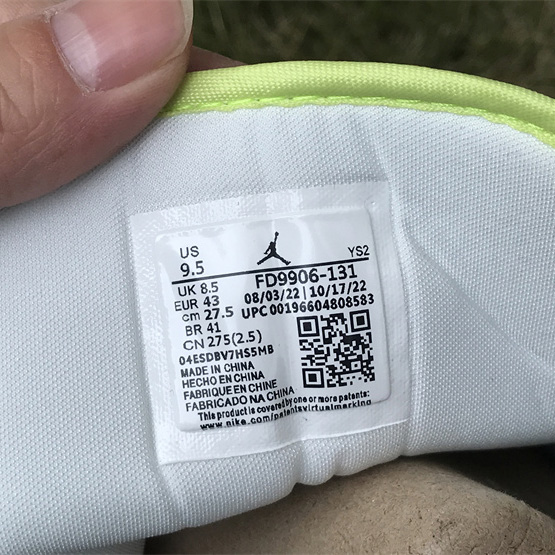 US
9.5
YS2
FD9906-131
UK 8.5
08/03/22 | 10/17/22
EUR 43
UPC 00196604808583
cm 27.5
BR 41
CN 275(2.5)
04ESDBV7HS5MB
MADE IN CHINA
HECHO EN CHINA
FABRIQUE EN CHINE
FABRICADO NA CHINA
This product is covered by one or more patents:
www.nike.com/patentsvirtualmarking